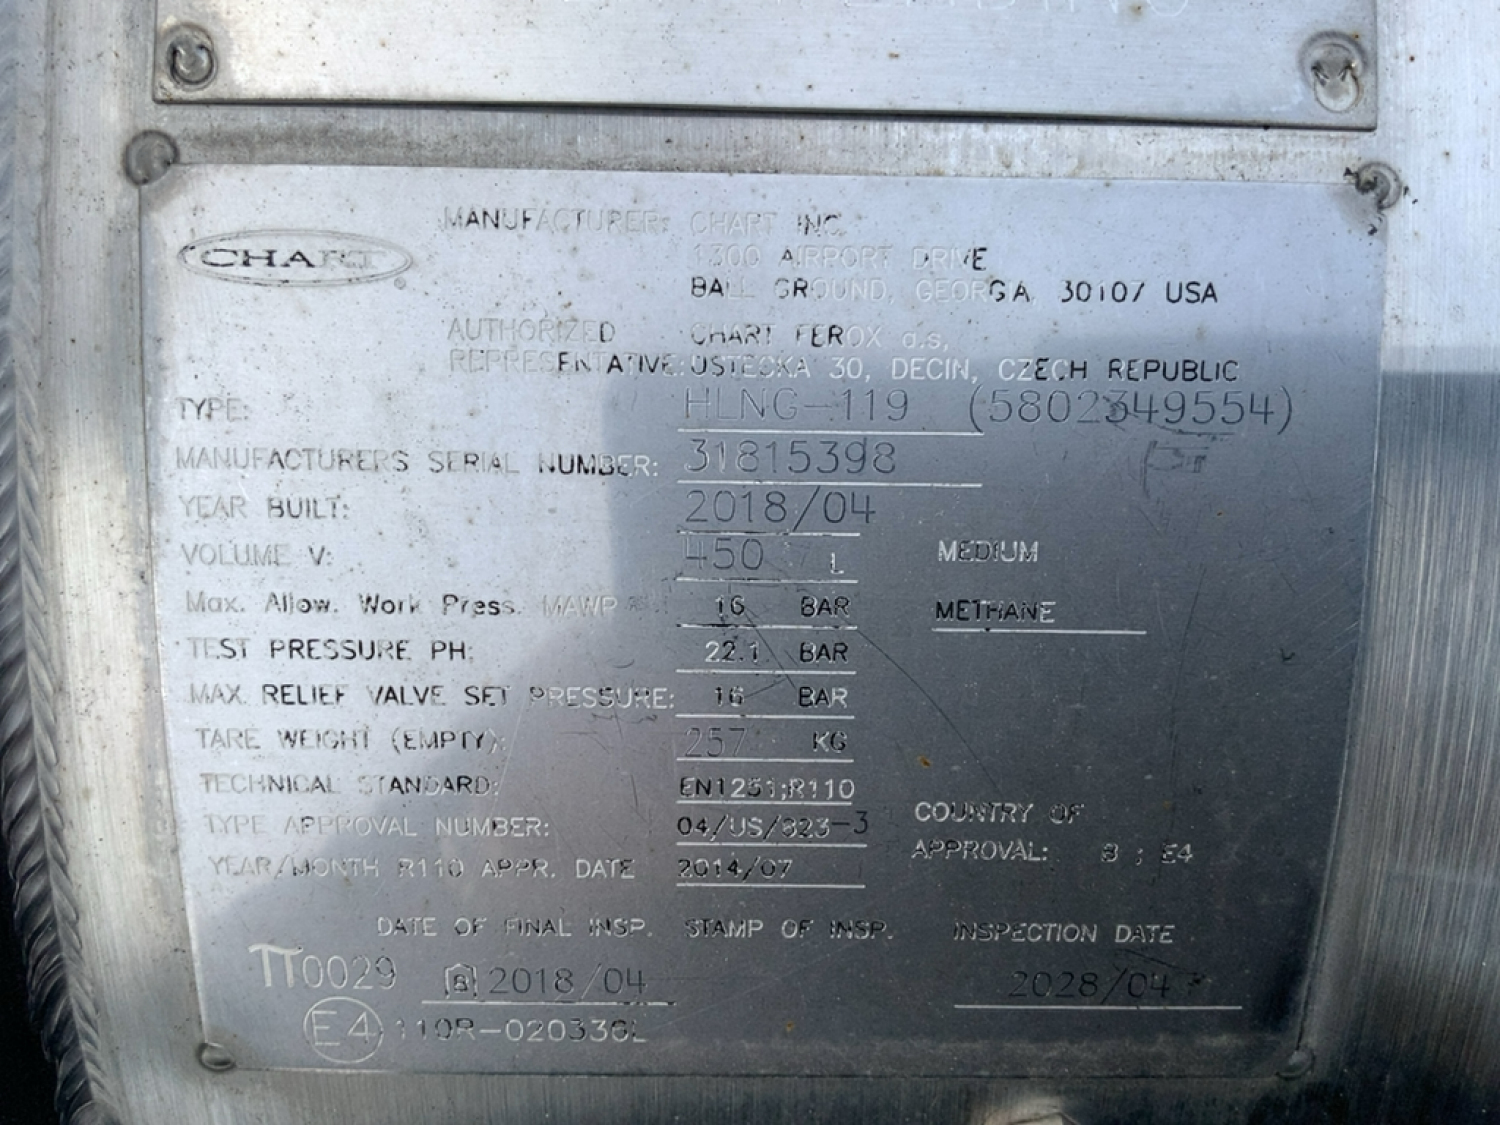 CHART
MANUFACTURER: CHART INC
1300 AIRPORT DRIVE
BALL GROUND, GEORGIA 30107 USA
AUTHORIZED CHART FEROX a.s,
REPRESENTATIVE: USTECKA 30, DECIN, CZECH REPUBLIC
TYPE: HLNG-119 (5802349554)
MANUFACTURERS SERIAL NUMBER: 31815398
YEAR BUILT: 2018/04
VOLUME V: 450 L MEDIUM
Max. Allow. Work Press. MAWP 16 BAR METHANE
TEST PRESSURE PH: 22.1 BAR
MAX. RELIEF VALVE SET PRESSURE: 16 BAR
TARE WEIGHT (EMPTY): 257 KG
TECHNICAL STANDARD: EN1251;R110
TYPE APPROVAL NUMBER: 04/US/323-3 COUNTRY OF
YEAR/MONTH R110 APPR. DATE 2014/07 APPROVAL: B ; E4
DATE OF FINAL INSP. STAMP OF INSP. INSPECTION DATE
π0029 B 2018/04 2028/04
E4 110R-020336L